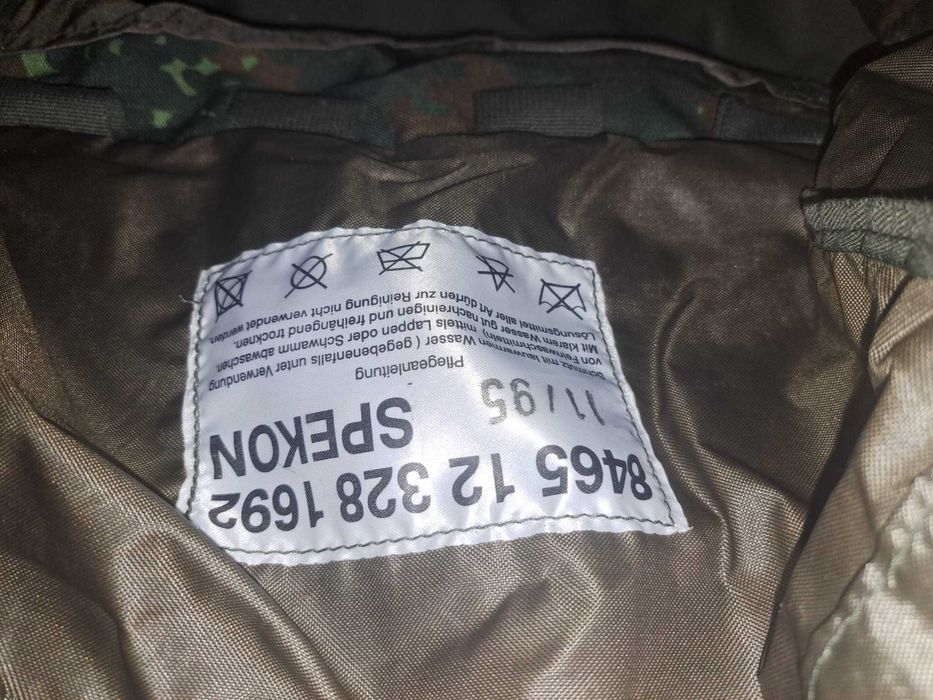 8465 12 328 1692
11/95 SPEKON
Pflegeanleitung
Schmutz mit lauwarmen Wasser ( gegebenenfalls unter Verwendung
von Feinwaschmitteln) mittels Lappen oder Schwamm abwaschen.
Mit klarem Wasser gut nachreinigen und freihängend trocknen.
Lösungsmittel aller Art dürfen zur Reinigung nicht verwendet werden.